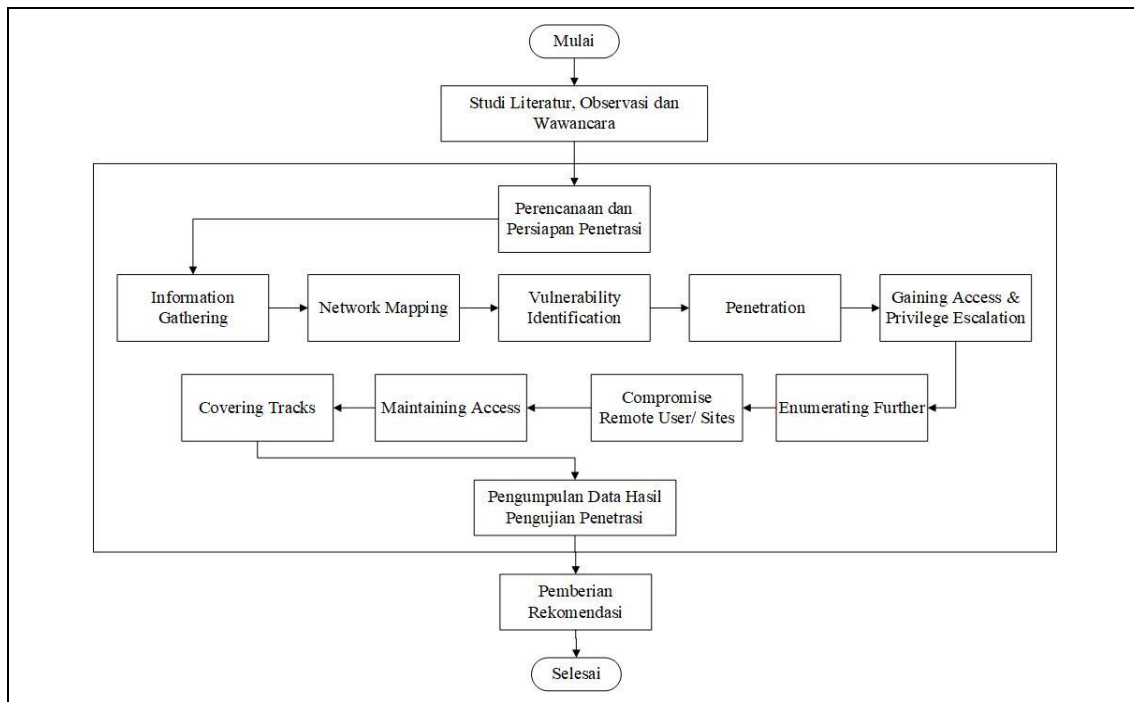 Mulai
Studi Literatur, Observasi dan
Wawancara
Perencanaan dan
Persiapan Penetrasi
Information
Gathering
Network Mapping
Vulnerability
Identification
Penetration
Gaining Access &
Privilege Escalation
Enumerating Further
Compromise
Remote User/ Sites
Maintaining Access
Covering Tracks
Pengumpulan Data Hasil
Pengujian Penetrasi
Pemberian
Rekomendasi
Selesai